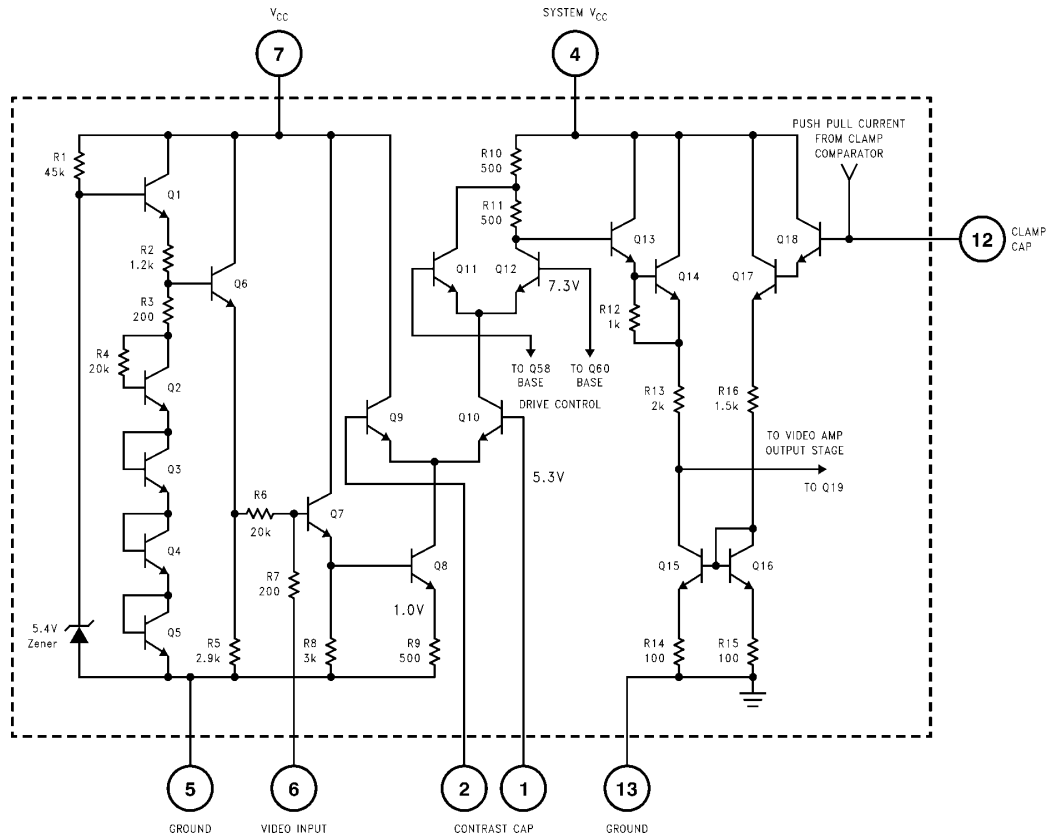 V_CC
SYSTEM V_CC
7
4
PUSH PULL CURRENT
FROM CLAMP
COMPARATOR
R1
45k
Q1
R10
500
R11
500
R2
1.2k
Q6
R3
200
R4
20k
Q2
Q11
Q12
7.3V
Q13
Q14
R12
1k
Q17
Q18
12
CLAMP
CAP
TO Q58
BASE
TO Q60
BASE
DRIVE CONTROL
R13
2k
R16
1.5k
Q9
Q10
TO VIDEO AMP
OUTPUT STAGE
TO Q19
5.3V
Q3
R6
20k
Q7
Q4
R7
200
Q8
1.0V
Q15
Q16
5.4V
Zener
Q5
R5
2.9k
R8
3k
R9
500
R14
100
R15
100
5
6
2
1
13
GROUND
VIDEO INPUT
CONTRAST CAP
GROUND